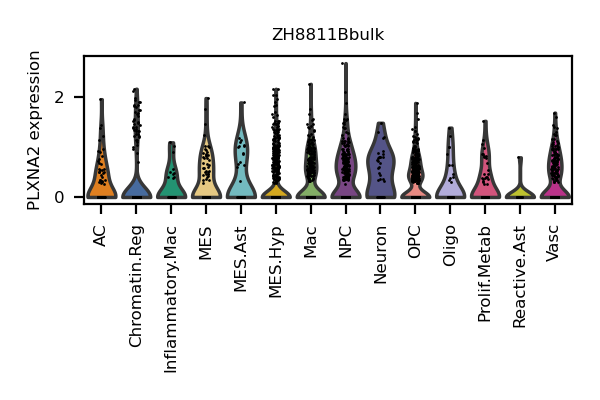 ZH8811Bbulk
PLXNA2 expression
2
0
AC
Chromatin.Reg
Inflammatory.Mac
MES
MES.Ast
MES.Hyp
Mac
NPC
Neuron
OPC
Oligo
Prolif.Metab
Reactive.Ast
Vasc